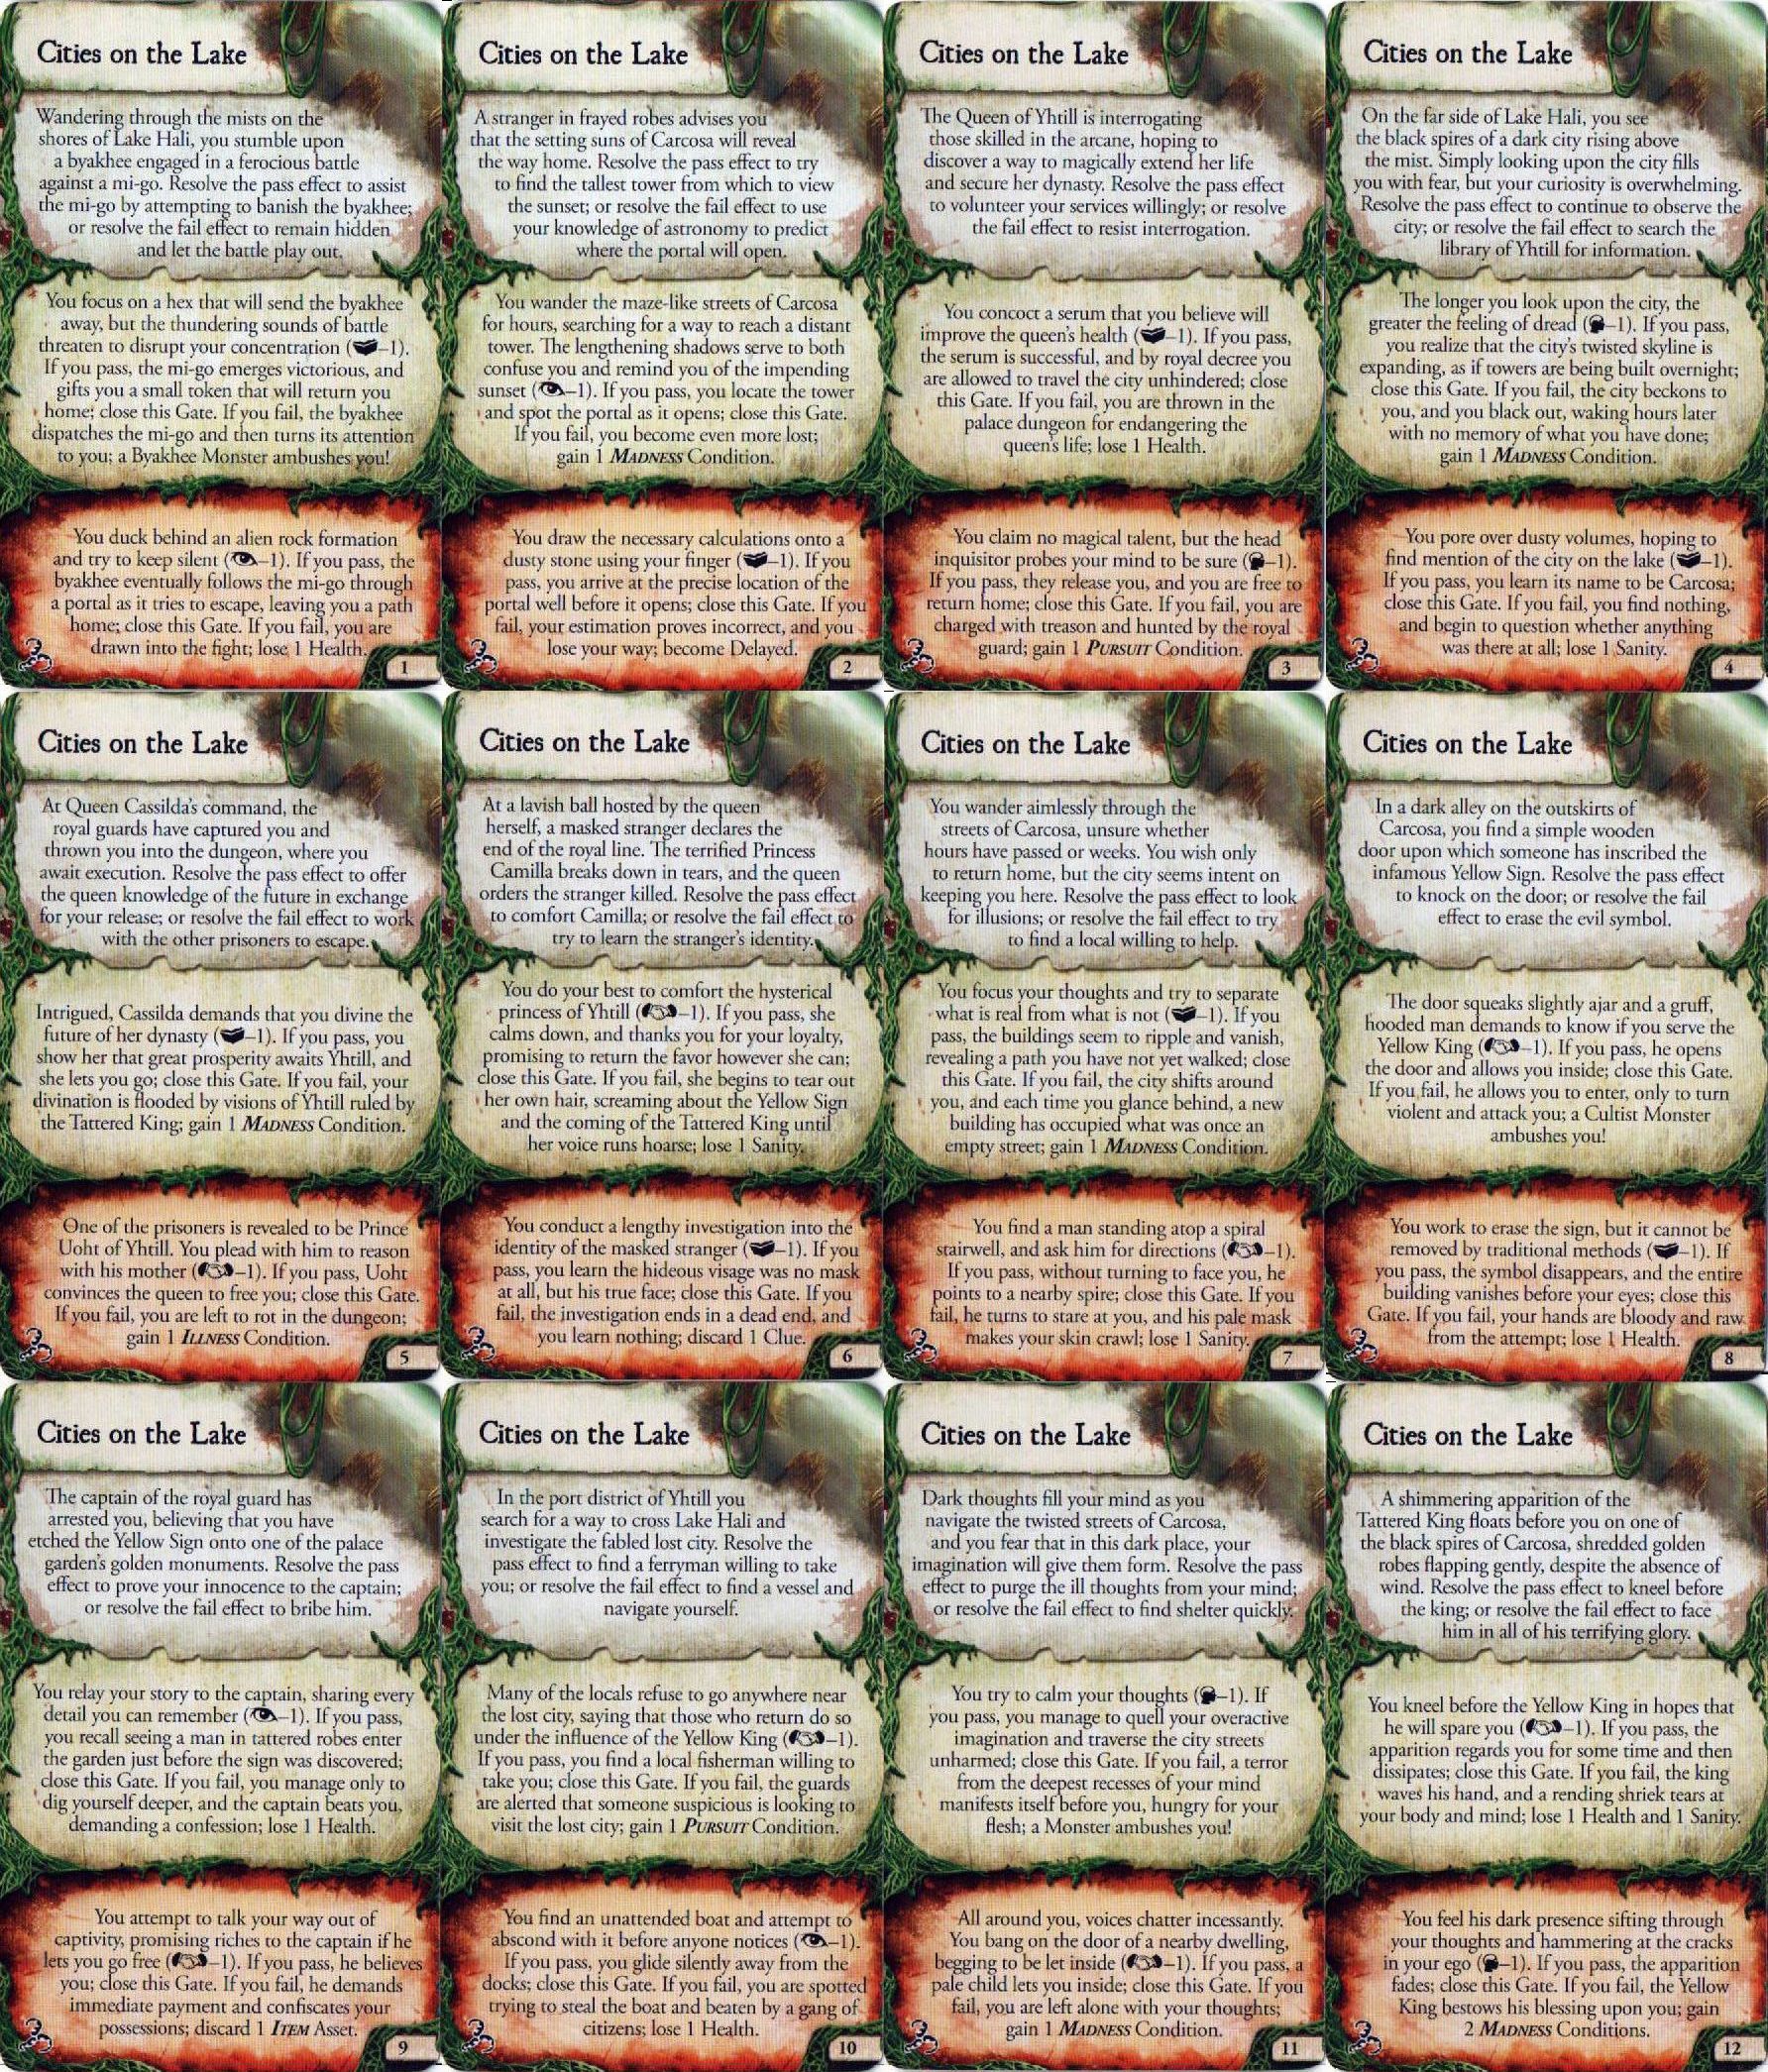 Cities on the Lake
Wandering through the mists on the
shores of Lake Hali, you stumble upon
a byakhee engaged in a ferocious battle
against a mi-go. Resolve the pass effect to assist
the mi-go by attempting to banish the byakhee;
or resolve the fail effect to remain hidden
and let the battle play out.
You focus on a hex that will send the byakhee
away, but the thundering sounds of battle
threaten to disrupt your concentration (–1).
If you pass, the mi-go emerges victorious, and
gifts you a small token that will return you
home; close this Gate. If you fail, the byakhee
dispatches the mi-go and then turns its attention
to you; a Byakhee Monster ambushes you!
You duck behind an alien rock formation
and try to keep silent (–1). If you pass, the
byakhee eventually follows the mi-go through
a portal as it tries to escape, leaving you a path
home; close this Gate. If you fail, you are
drawn into the fight; lose 1 Health.
1
Cities on the Lake
A stranger in frayed robes advises you
that the setting suns of Carcosa will reveal
the way home. Resolve the pass effect to try
to find the tallest tower from which to view
the sunset; or resolve the fail effect to use
your knowledge of astronomy to predict
where the portal will open.
You wander the maze-like streets of Carcosa
for hours, searching for a way to reach a distant
tower. The lengthening shadows serve to both
confuse you and remind you of the impending
sunset (–1). If you pass, you locate the tower
and spot the portal as it opens; close this Gate.
If you fail, you become even more lost;
gain 1 MADNESS Condition.
You draw the necessary calculations onto a
dusty stone using your finger (–1). If you
pass, you arrive at the precise location of the
portal well before it opens; close this Gate. If you
fail, your estimation proves incorrect, and you
lose your way; become Delayed.
2
Cities on the Lake
The Queen of Yhtill is interrogating
those skilled in the arcane, hoping to
discover a way to magically extend her life
and secure her dynasty. Resolve the pass effect
to volunteer your services willingly; or resolve
the fail effect to resist interrogation.
You concoct a serum that you believe will
improve the queen's health (–1). If you pass,
the serum is successful, and by royal decree you
are allowed to travel the city unhindered; close
this Gate. If you fail, you are thrown in the
palace dungeon for endangering the
queen's life; lose 1 Health.
You claim no magical talent, but the head
inquisitor probes your mind to be sure (–1).
If you pass, they release you, and you are free to
return home; close this Gate. If you fail, you are
charged with treason and hunted by the royal
guard; gain 1 PURSUIT Condition.
3
Cities on the Lake
On the far side of Lake Hali, you see
the black spires of a dark city rising above
the mist. Simply looking upon the city fills
you with fear, but your curiosity is overwhelming.
Resolve the pass effect to continue to observe the
city; or resolve the fail effect to search the
library of Yhtill for information.
The longer you look upon the city, the
greater the feeling of dread (–1). If you pass,
you realize that the city's twisted skyline is
expanding, as if towers are being built overnight;
close this Gate. If you fail, the city beckons to
you, and you black out, waking hours later
with no memory of what you have done;
gain 1 MADNESS Condition.
You pore over dusty volumes, hoping to
find mention of the city on the lake (–1).
If you pass, you learn its name to be Carcosa;
close this Gate. If you fail, you find nothing,
and begin to question whether anything
was there at all; lose 1 Sanity.
4
Cities on the Lake
At Queen Cassilda's command, the
royal guards have captured you and
thrown you into the dungeon, where you
await execution. Resolve the pass effect to offer
the queen knowledge of the future in exchange
for your release; or resolve the fail effect to work
with the other prisoners to escape.
Intrigued, Cassilda demands that you divine the
future of her dynasty (–1). If you pass, you
show her that great prosperity awaits Yhtill, and
she lets you go; close this Gate. If you fail, your
divination is flooded by visions of Yhtill ruled by
the Tattered King; gain 1 MADNESS Condition.
One of the prisoners is revealed to be Prince
Uoht of Yhtill. You plead with him to reason
with his mother (–1). If you pass, Uoht
convinces the queen to free you; close this Gate.
If you fail, you are left to rot in the dungeon;
gain 1 ILLNESS Condition.
5
Cities on the Lake
At a lavish ball hosted by the queen
herself, a masked stranger declares the
end of the royal line. The terrified Princess
Camilla breaks down in tears, and the queen
orders the stranger killed. Resolve the pass effect
to comfort Camilla; or resolve the fail effect to
try to learn the stranger's identity.
You do your best to comfort the hysterical
princess of Yhtill (–1). If you pass, she
calms down, and thanks you for your loyalty,
promising to return the favor however she can;
close this Gate. If you fail, she begins to tear out
her own hair, screaming about the Yellow Sign
and the coming of the Tattered King until
her voice runs hoarse; lose 1 Sanity.
You conduct a lengthy investigation into the
identity of the masked stranger (–1). If you
pass, you learn the hideous visage was no mask
at all, but his true face; close this Gate. If you
fail, the investigation ends in a dead end, and
you learn nothing; discard 1 Clue.
6
Cities on the Lake
You wander aimlessly through the
streets of Carcosa, unsure whether
hours have passed or weeks. You wish only
to return home, but the city seems intent on
keeping you here. Resolve the pass effect to look
for illusions; or resolve the fail effect to try
to find a local willing to help.
You focus your thoughts and try to separate
what is real from what is not (–1). If you
pass, the buildings seem to ripple and vanish,
revealing a path you have not yet walked; close
this Gate. If you fail, the city shifts around
you, and each time you glance behind, a new
building has occupied what was once an
empty street; gain 1 MADNESS Condition.
You find a man standing atop a spiral
stairwell, and ask him for directions (–1).
If you pass, without turning to face you, he
points to a nearby spire; close this Gate. If you
fail, he turns to stare at you, and his pale mask
makes your skin crawl; lose 1 Sanity.
7
Cities on the Lake
In a dark alley on the outskirts of
Carcosa, you find a simple wooden
door upon which someone has inscribed the
infamous Yellow Sign. Resolve the pass effect
to knock on the door; or resolve the fail
effect to erase the evil symbol.
The door squeaks slightly ajar and a gruff,
hooded man demands to know if you serve the
Yellow King (–1). If you pass, he opens
the door and allows you inside; close this Gate.
If you fail, he allows you to enter, only to turn
violent and attack you; a Cultist Monster
ambushes you!
You work to erase the sign, but it cannot be
removed by traditional methods (–1). If
you pass, the symbol disappears, and the entire
building vanishes before your eyes; close this
Gate. If you fail, your hands are bloody and raw
from the attempt; lose 1 Health.
8
Cities on the Lake
The captain of the royal guard has
arrested you, believing that you have
etched the Yellow Sign onto one of the palace
garden's golden monuments. Resolve the pass
effect to prove your innocence to the captain;
or resolve the fail effect to bribe him.
You relay your story to the captain, sharing every
detail you can remember (–1). If you pass,
you recall seeing a man in tattered robes enter
the garden just before the sign was discovered;
close this Gate. If you fail, you manage only to
dig yourself deeper, and the captain beats you,
demanding a confession; lose 1 Health.
You attempt to talk your way out of
captivity, promising riches to the captain if he
lets you go free (–1). If you pass, he believes
you; close this Gate. If you fail, he demands
immediate payment and confiscates your
possessions; discard 1 ITEM Asset.
9
Cities on the Lake
In the port district of Yhtill you
search for a way to cross Lake Hali and
investigate the fabled lost city. Resolve the
pass effect to find a ferryman willing to take
you; or resolve the fail effect to find a vessel and
navigate yourself.
Many of the locals refuse to go anywhere near
the lost city, saying that those who return do so
under the influence of the Yellow King (–1).
If you pass, you find a local fisherman willing to
take you; close this Gate. If you fail, the guards
are alerted that someone suspicious is looking to
visit the lost city; gain 1 PURSUIT Condition.
You find an unattended boat and attempt to
abscond with it before anyone notices (–1).
If you pass, you glide silently away from the
docks; close this Gate. If you fail, you are spotted
trying to steal the boat and beaten by a gang of
citizens; lose 1 Health.
10
Cities on the Lake
Dark thoughts fill your mind as you
navigate the twisted streets of Carcosa,
and you fear that in this dark place, your
imagination will give them form. Resolve the pass
effect to purge the ill thoughts from your mind;
or resolve the fail effect to find shelter quickly.
You try to calm your thoughts (–1). If
you pass, you manage to quell your overactive
imagination and traverse the city streets
unharmed; close this Gate. If you fail, a terror
from the deepest recesses of your mind
manifests itself before you, hungry for your
flesh; a Monster ambushes you!
All around you, voices chatter incessantly.
You bang on the door of a nearby dwelling,
begging to be let inside (–1). If you pass, a
pale child lets you inside; close this Gate. If you
fail, you are left alone with your thoughts;
gain 1 MADNESS Condition.
11
Cities on the Lake
A shimmering apparition of the
Tattered King floats before you on one of
the black spires of Carcosa, shredded golden
robes flapping gently, despite the absence of
wind. Resolve the pass effect to kneel before
the king; or resolve the fail effect to face
him in all of his terrifying glory.
You kneel before the Yellow King in hopes that
he will spare you (–1). If you pass, the
apparition regards you for some time and then
dissipates; close this Gate. If you fail, the king
waves his hand, and a rending shriek tears at
your body and mind; lose 1 Health and 1 Sanity.
You feel his dark presence sifting through
your thoughts and hammering at the cracks
in your ego (–1). If you pass, the apparition
fades; close this Gate. If you fail, the Yellow
King bestows his blessing upon you; gain
2 MADNESS Conditions.
12